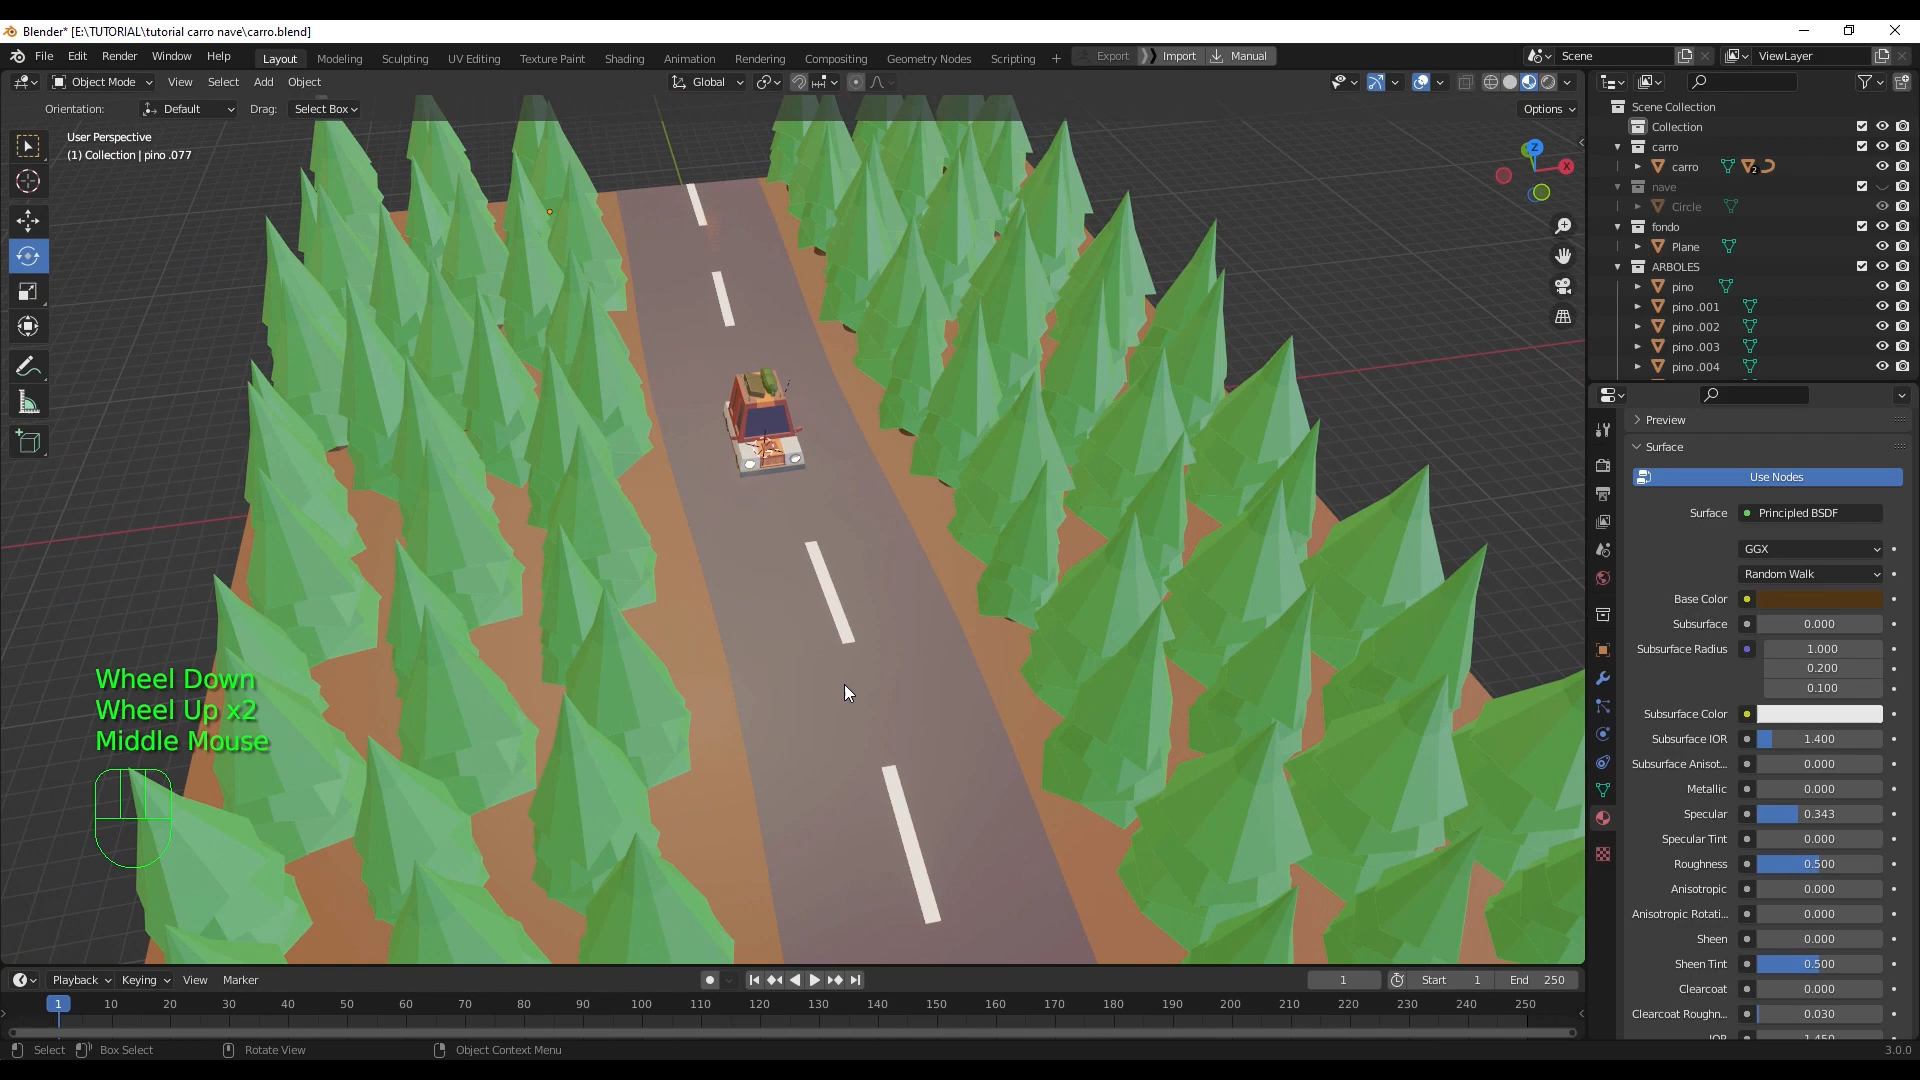 Blender* [E:\TUTORIAL\tutorial carro nave\carro.blend]
File Edit Render Window Help Layout Modeling Sculpting UV Editing Texture Paint Shading Animation Rendering Compositing Geometry Nodes Scripting + Export Import Manual Scene ViewLayer
Object Mode View Select Add Object Global
Orientation: Default Drag: Select Box Options
User Perspective
(1) Collection | pino .077
Z
X
Scene Collection
Collection
carro
carro 2
nave
Circle
fondo
Plane
ARBOLES
pino
pino .001
pino .002
pino .003
pino .004
Preview
Surface
Use Nodes
Surface Principled BSDF
GGX
Random Walk
Base Color
Subsurface 0.000
Subsurface Radius 1.000
0.200
0.100
Subsurface Color
Subsurface IOR 1.400
Subsurface Anisot... 0.000
Metallic 0.000
Specular 0.343
Specular Tint 0.000
Roughness 0.500
Anisotropic 0.000
Anisotropic Rotati... 0.000
Sheen 0.000
Sheen Tint 0.500
Clearcoat 0.000
Clearcoat Roughn... 0.030
IOR 1.450
Wheel Down
Wheel Up x2
Middle Mouse
Playback Keying View Marker 1 Start 1 End 250
1 10 20 30 40 50 60 70 80 90 100 110 120 130 140 150 160 170 180 190 200 210 220 230 240 250
Select Box Select Rotate View Object Context Menu 3.0.0